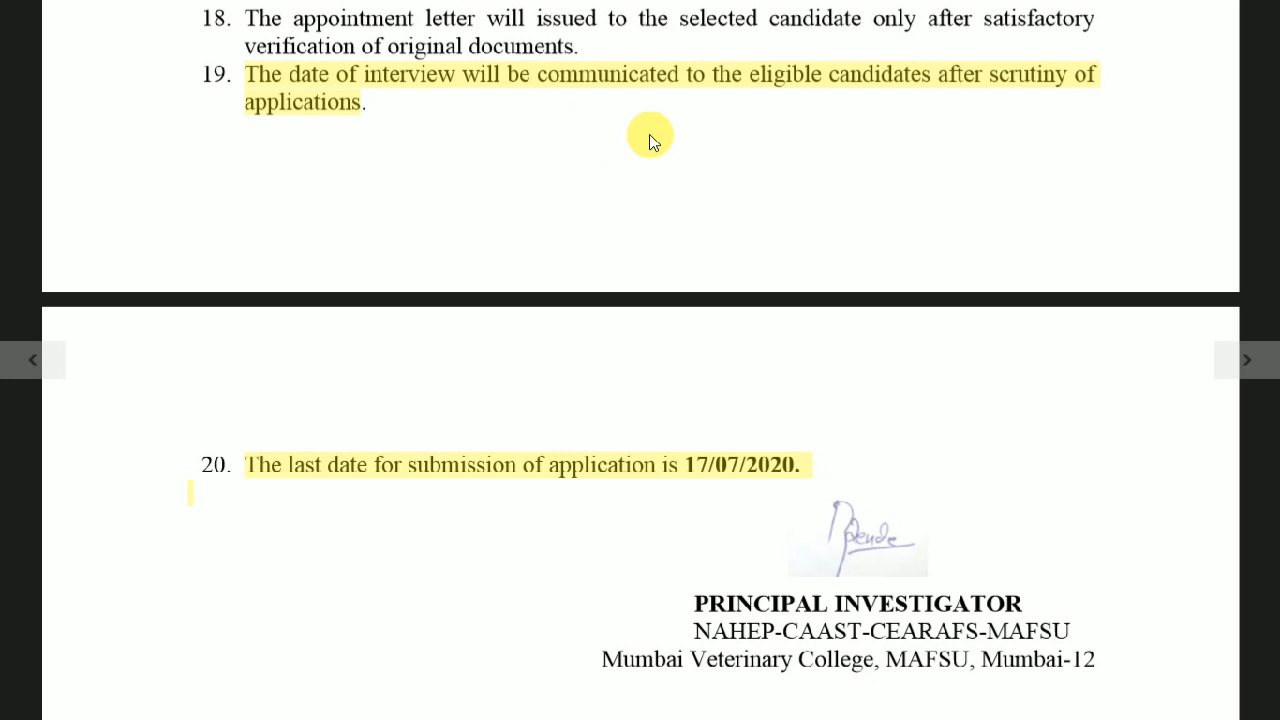 18. The appointment letter will issued to the selected candidate only after satisfactory
verification of original documents.
19. The date of interview will be communicated to the eligible candidates after scrutiny of
applications.
20. The last date for submission of application is 17/07/2020.
PRINCIPAL INVESTIGATOR
NAHEP-CAAST-CEARAFS-MAFSU
Mumbai Veterinary College, MAFSU, Mumbai-12